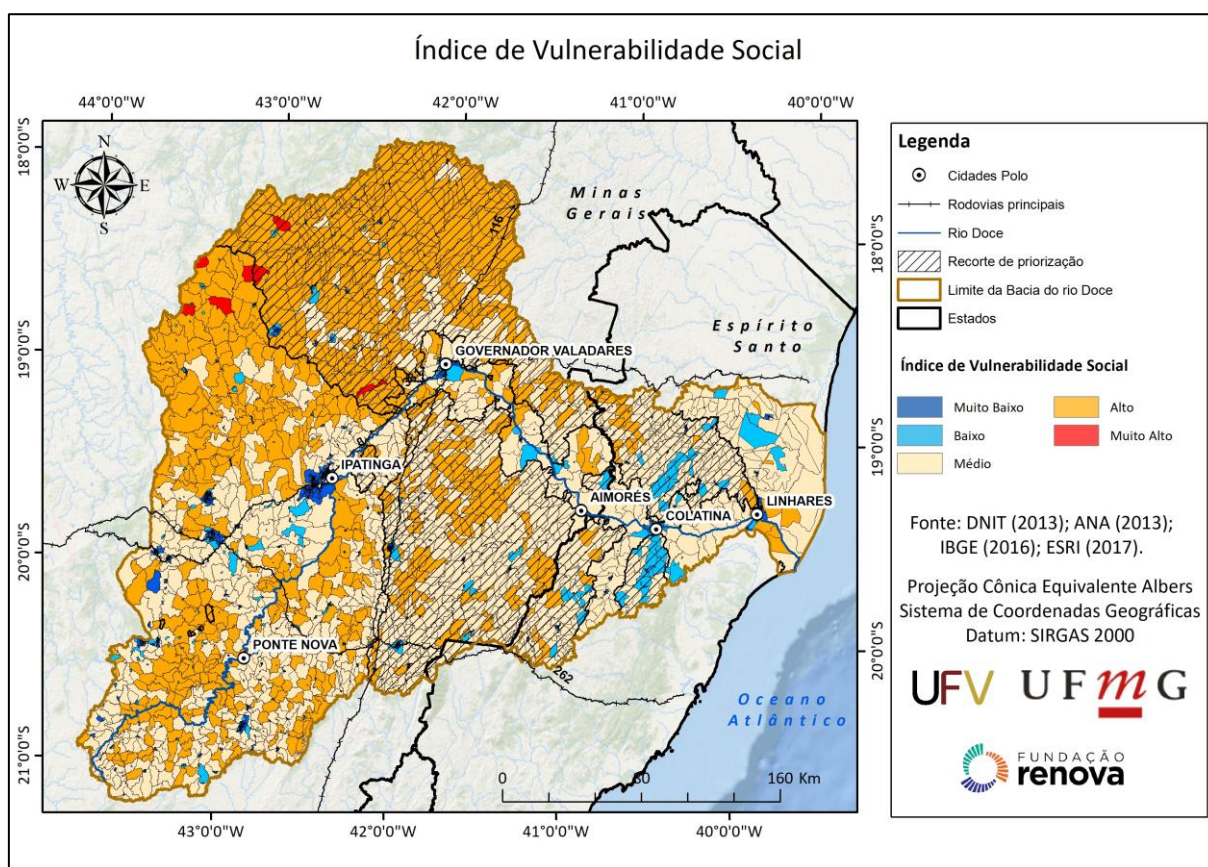 Índice de Vulnerabilidade Social
44°0'0"W
43°0'0"W
42°0'0"W
41°0'0"W
40°0'0"W
18°0'0"S
19°0'0"S
20°0'0"S
21°0'0"S
N
W
E
S
Minas
Gerais
116
Espírito
Santo
GOVERNADOR VALADARES
IPATINGA
AIMORÉS
COLATINA
LINHARES
PONTE NOVA
262
Oceano
Atlântico
0
80
160 Km
18°0'0"S
19°0'0"S
20°0'0"S
43°0'0"W
42°0'0"W
41°0'0"W
40°0'0"W
Legenda
Cidades Polo
Rodovias principais
Rio Doce
Recorte de priorização
Limite da Bacia do rio Doce
Estados
Índice de Vulnerabilidade Social
Muito Baixo
Alto
Baixo
Muito Alto
Médio
Fonte: DNIT (2013); ANA (2013);
IBGE (2016); ESRI (2017).
Projeção Cônica Equivalente Albers
Sistema de Coordenadas Geográficas
Datum: SIRGAS 2000
UFV
UFmG
FUNDAÇÃO
renova